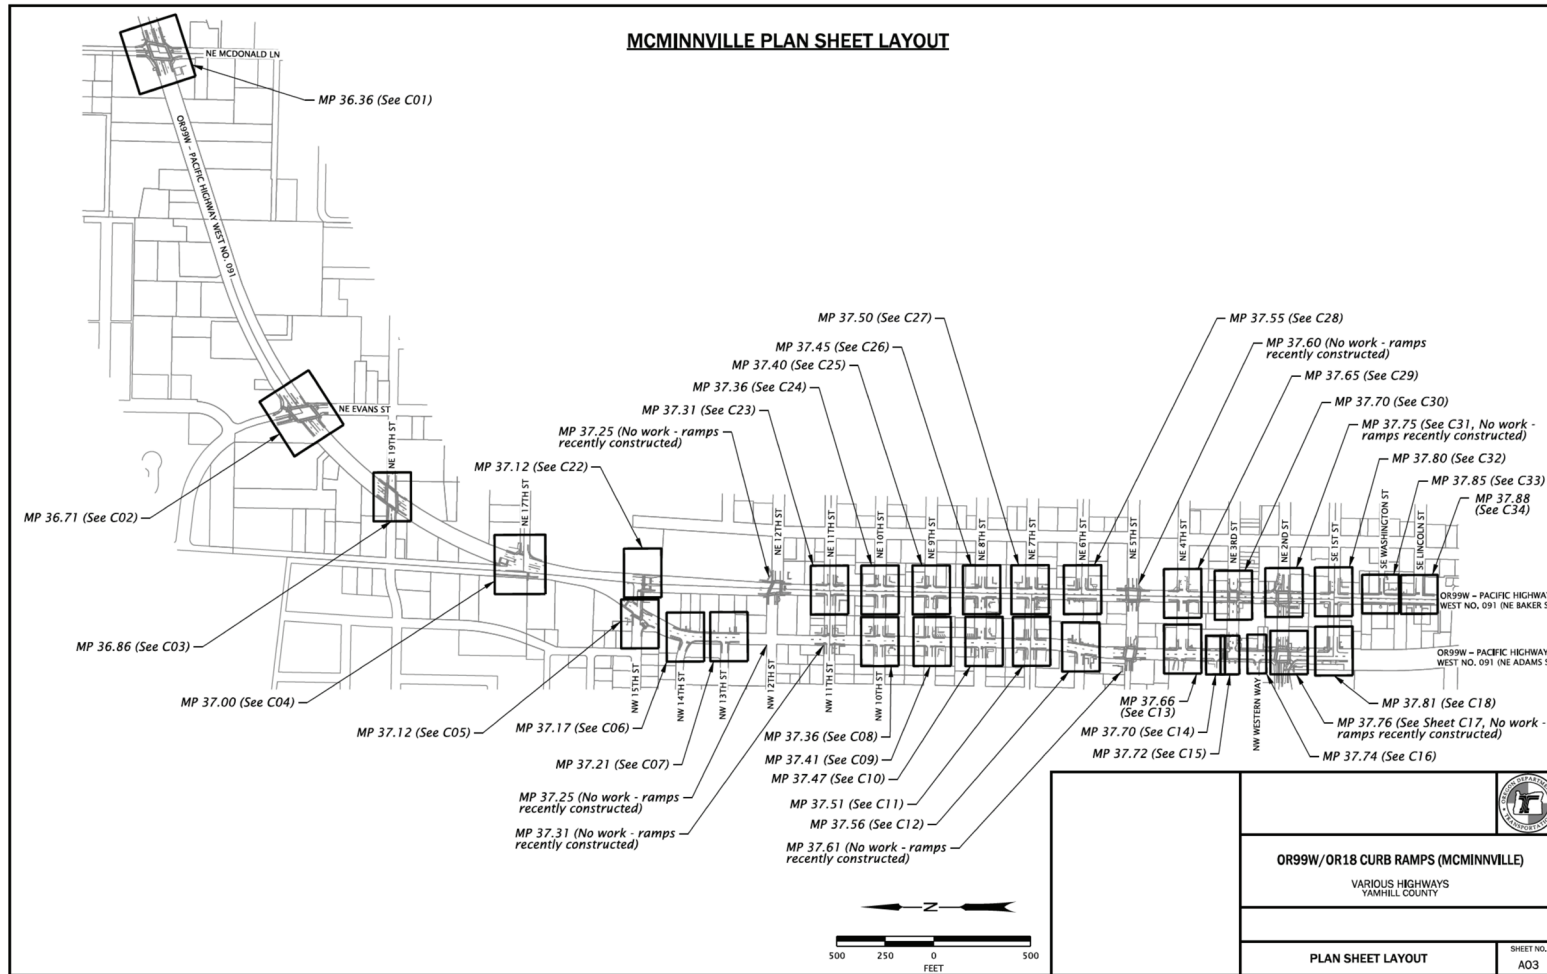 MCMINNVILLE PLAN SHEET LAYOUT
NE MCDONALD LN
MP 36.36 (See C01)
OR99W - PACIFIC HIGHWAY WEST NO. 091
NE EVANS ST
NE 19TH ST
MP 36.71 (See C02)
MP 36.86 (See C03)
MP 37.00 (See C04)
NE 17TH ST
MP 37.50 (See C27)
MP 37.45 (See C26)
MP 37.40 (See C25)
MP 37.36 (See C24)
MP 37.31 (See C23)
MP 37.25 (No work - ramps
recently constructed)
MP 37.12 (See C22)
MP 37.55 (See C28)
MP 37.60 (No work - ramps
recently constructed)
MP 37.65 (See C29)
MP 37.70 (See C30)
MP 37.75 (See C31, No work -
ramps recently constructed)
MP 37.80 (See C32)
MP 37.85 (See C33)
MP 37.88
(See C34)
NE 12TH ST
NE 11TH ST
NE 10TH ST
NE 9TH ST
NE 8TH ST
NE 7TH ST
NE 6TH ST
NE 5TH ST
NE 4TH ST
NE 3RD ST
NE 2ND ST
SE 1ST ST
SE WASHINGTON ST
SE LINCOLN ST
OR99W - PACIFIC HIGHWA
WEST NO. 091 (NE BAKER S
OR99W - PACIFIC HIGHWA
WEST NO. 091 (NE ADAMS S
NW 15TH ST
NW 14TH ST
NW 13TH ST
NW 12TH ST
NW 11TH ST
NW 10TH ST
NW WESTERN WAY
MP 37.12 (See C05)
MP 37.17 (See C06)
MP 37.21 (See C07)
MP 37.25 (No work - ramps
recently constructed)
MP 37.31 (No work - ramps
recently constructed)
MP 37.36 (See C08)
MP 37.41 (See C09)
MP 37.47 (See C10)
MP 37.51 (See C11)
MP 37.56 (See C12)
MP 37.61 (No work - ramps
recently constructed)
MP 37.66
(See C13)
MP 37.70 (See C14)
MP 37.72 (See C15)
MP 37.81 (See C18)
MP 37.76 (See Sheet C17, No work -
ramps recently constructed)
MP 37.74 (See C16)
N
500 250 0 500
FEET
OREGON DEPARTME
TRANSPORTATIO
OR99W/OR18 CURB RAMPS (MCMINNVILLE)
VARIOUS HIGHWAYS
YAMHILL COUNTY
PLAN SHEET LAYOUT
SHEET NO.
A03